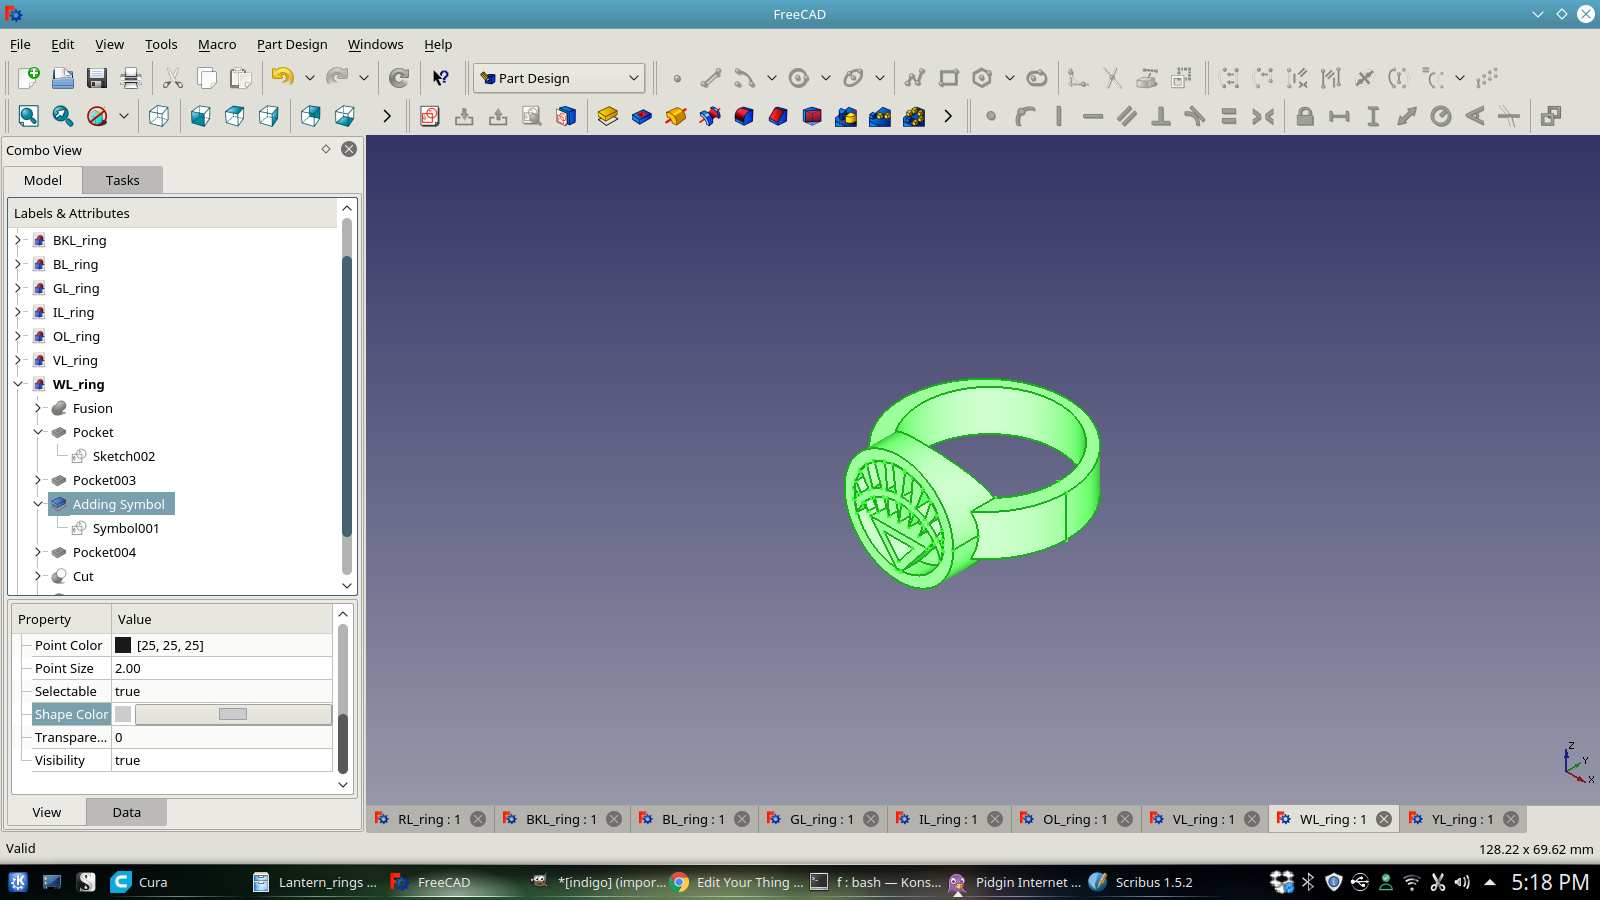 FreeCAD
File Edit View Tools Macro Part Design Windows Help
Part Design
Combo View
Model Tasks
Labels & Attributes
BKL_ring
BL_ring
GL_ring
IL_ring
OL_ring
VL_ring
WL_ring
Fusion
Pocket
Sketch002
Pocket003
Adding Symbol
Symbol001
Pocket004
Cut
Property Value
Point Color [25, 25, 25]
Point Size 2.00
Selectable true
Shape Color
Transpare... 0
Visibility true
View Data
Z
Y
X
RL_ring : 1 BKL_ring : 1 BL_ring : 1 GL_ring : 1 IL_ring : 1 OL_ring : 1 VL_ring : 1 WL_ring : 1 YL_ring : 1
Valid 128.22 x 69.62 mm
Cura Lantern_rings ... FreeCAD *[indigo] (impor... Edit Your Thing ... f : bash — Kons... Pidgin Internet ... Scribus 1.5.2 5:18 PM